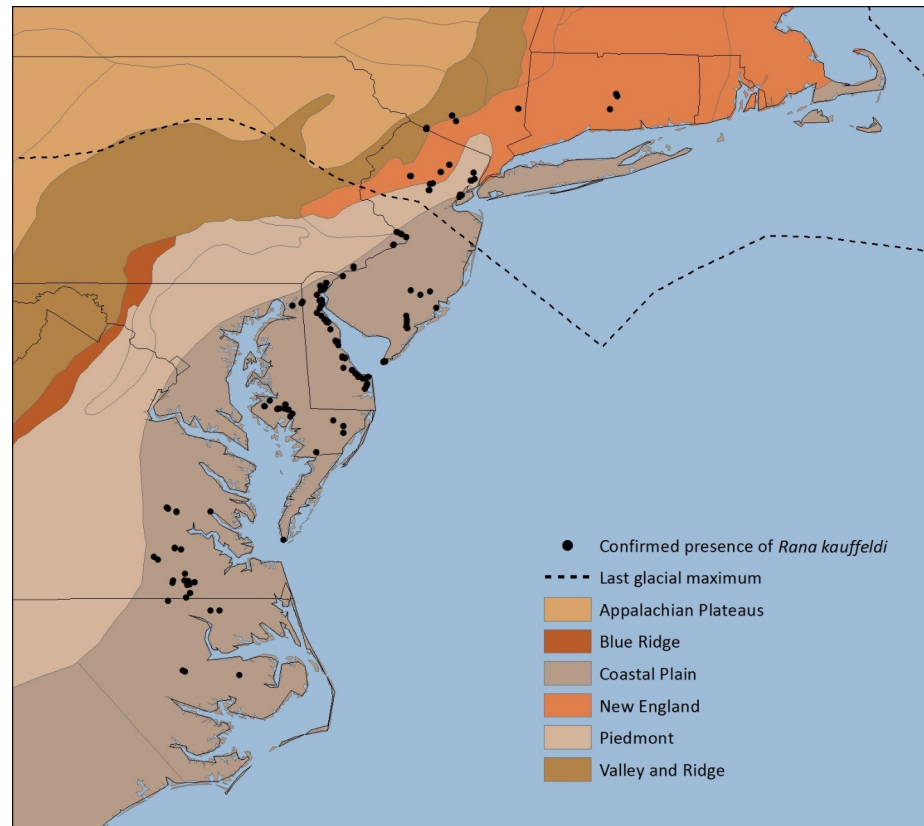 Confirmed presence of Rana kauffeldi
Last glacial maximum
Appalachian Plateaus
Blue Ridge
Coastal Plain
New England
Piedmont
Valley and Ridge